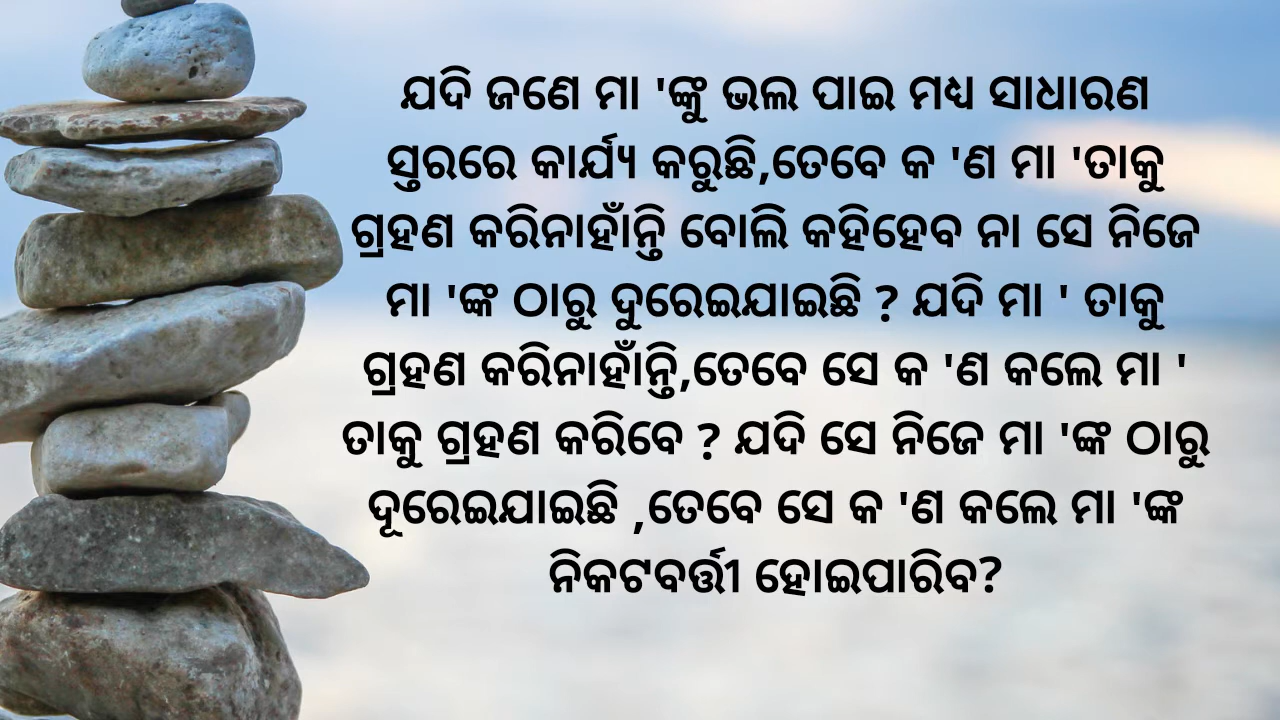 ଯଦି ଜଣେ ମା 'ଙ୍କୁ ଭଲ ପାଇ ମଧ୍ୟ ସାଧାରଣ
ସ୍ତରରେ କାର୍ଯ୍ୟ କରୁଛି,ତେବେ କ 'ଣ ମା 'ତାକୁ
ଗ୍ରହଣ କରିନାହାଁନ୍ତି ବୋଲି କହିହେବ ନା ସେ ନିଜେ
ମା 'ଙ୍କ ଠାରୁ ଦୁରେଇଯାଇଛି ? ଯଦି ମା ' ତାକୁ
ଗ୍ରହଣ କରିନାହାଁନ୍ତି,ତେବେ ସେ କ 'ଣ କଲେ ମା '
ତାକୁ ଗ୍ରହଣ କରିବେ ? ଯଦି ସେ ନିଜେ ମା 'ଙ୍କ ଠାରୁ
ଦୂରେଇଯାଇଛି ,ତେବେ ସେ କ 'ଣ କଲେ ମା 'ଙ୍କ
ନିକଟବର୍ତ୍ତୀ ହୋଇପାରିବ?